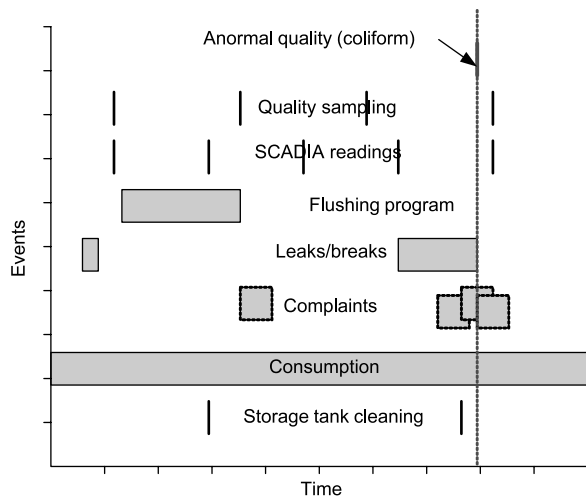 Anormal quality (coliform)
Quality sampling
SCADIA readings
Flushing program
Leaks/breaks
Complaints
Consumption
Storage tank cleaning
Events
Time